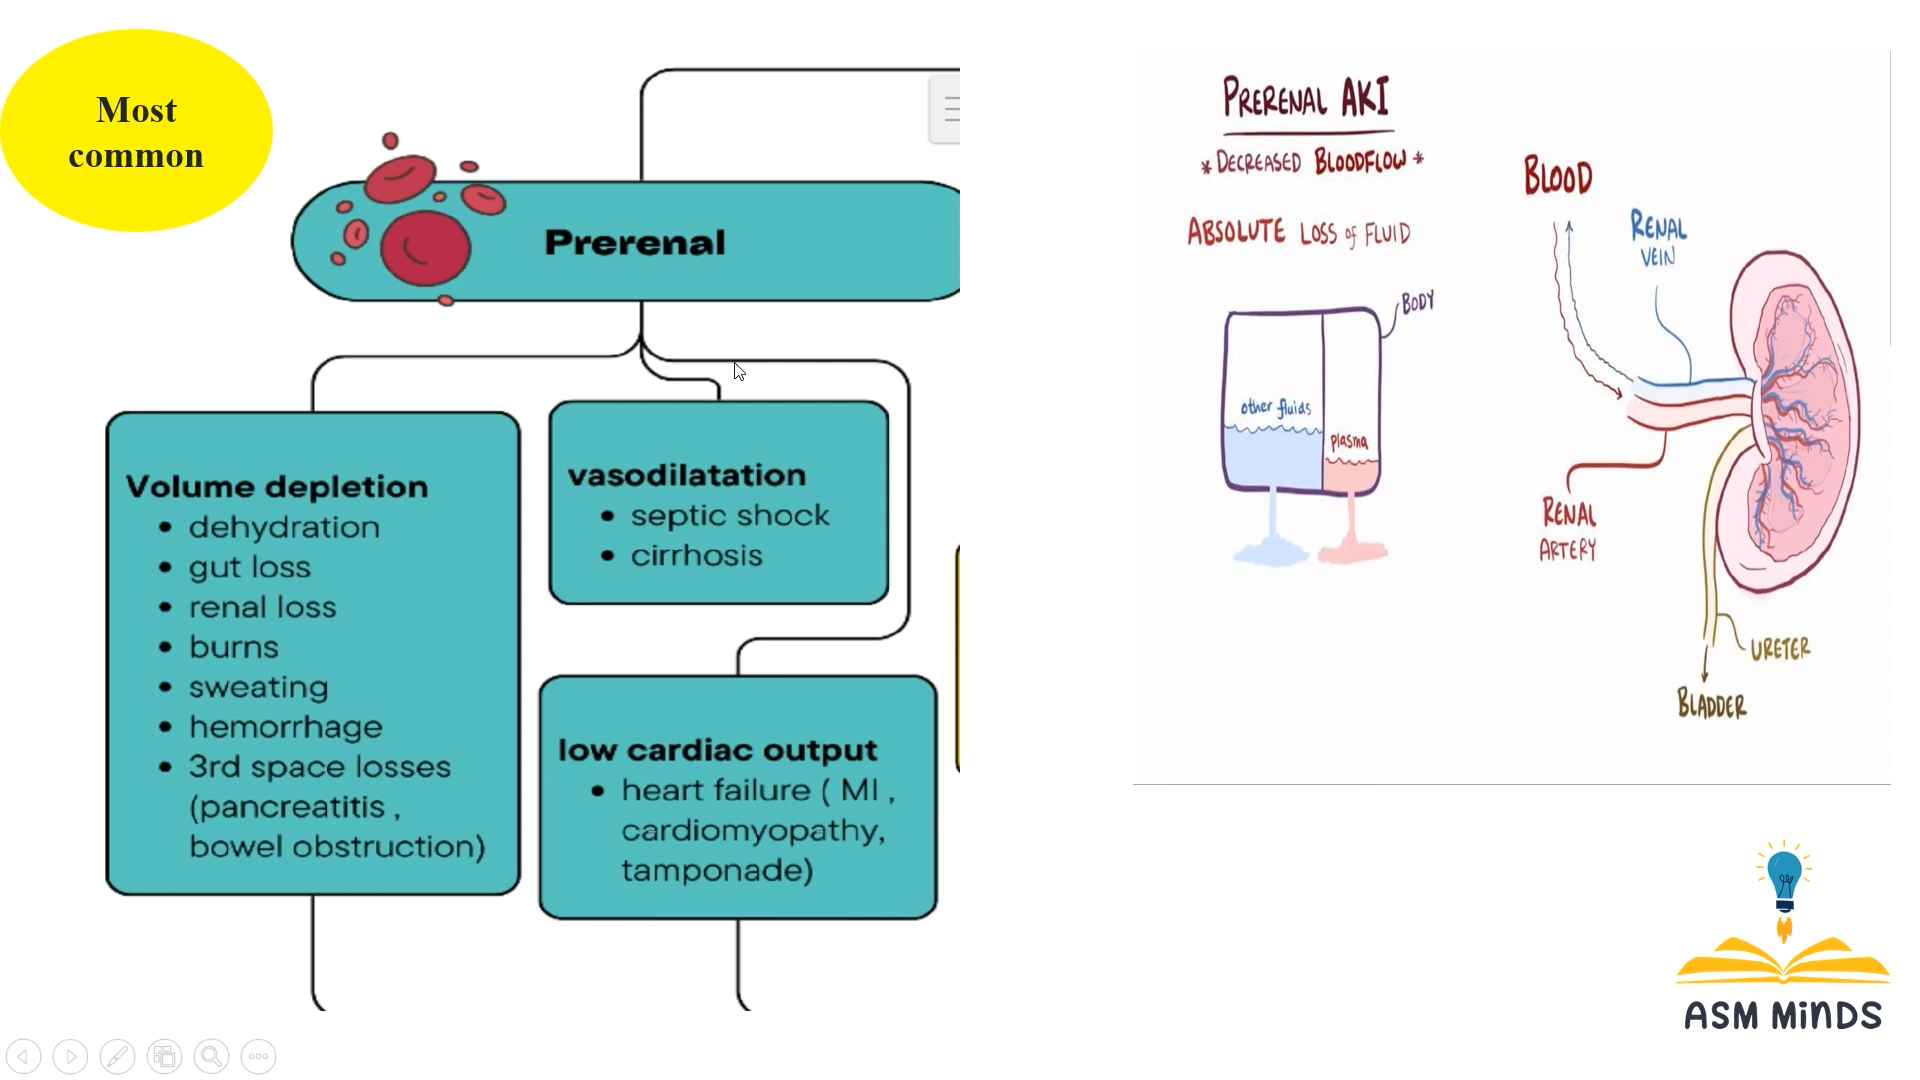 Most
common
Prerenal
Volume depletion
• dehydration
• gut loss
• renal loss
• burns
• sweating
• hemorrhage
• 3rd space losses
(pancreatitis ,
bowel obstruction)
vasodilatation
• septic shock
• cirrhosis
low cardiac output
• heart failure ( MI ,
cardiomyopathy,
tamponade)
PRERENAL AKI
* DECREASED BLOODFLOW *
ABSOLUTE LOSS of FLUID
BODY
other fluids
plasma
BLOOD
RENAL
VEIN
RENAL
ARTERY
URETER
BLADDER
ASM MiNDS